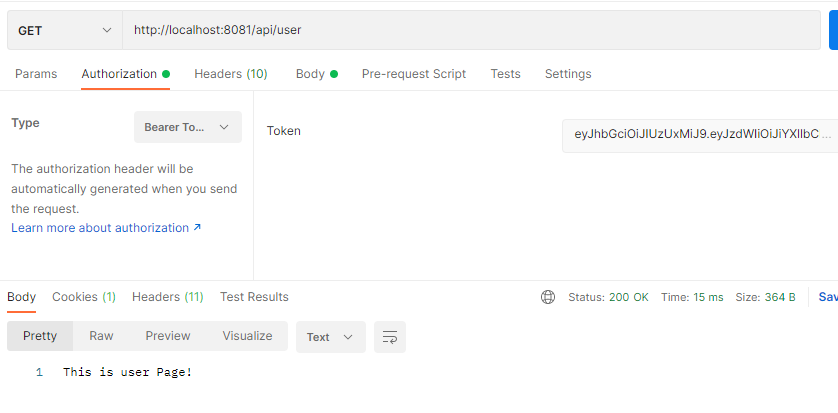 GET http://localhost:8081/api/user
Params Authorization Headers (10) Body Pre-request Script Tests Settings
Type Bearer To...
Token eyJhbGciOiJIUzUxMiJ9.eyJzdWIiOiJiYXIlbC ...
The authorization header will be
automatically generated when you send
the request.
Learn more about authorization ↗
Body Cookies (1) Headers (11) Test Results Status: 200 OK Time: 15 ms Size: 364 B Sav
Pretty Raw Preview Visualize Text
1 This is user Page!